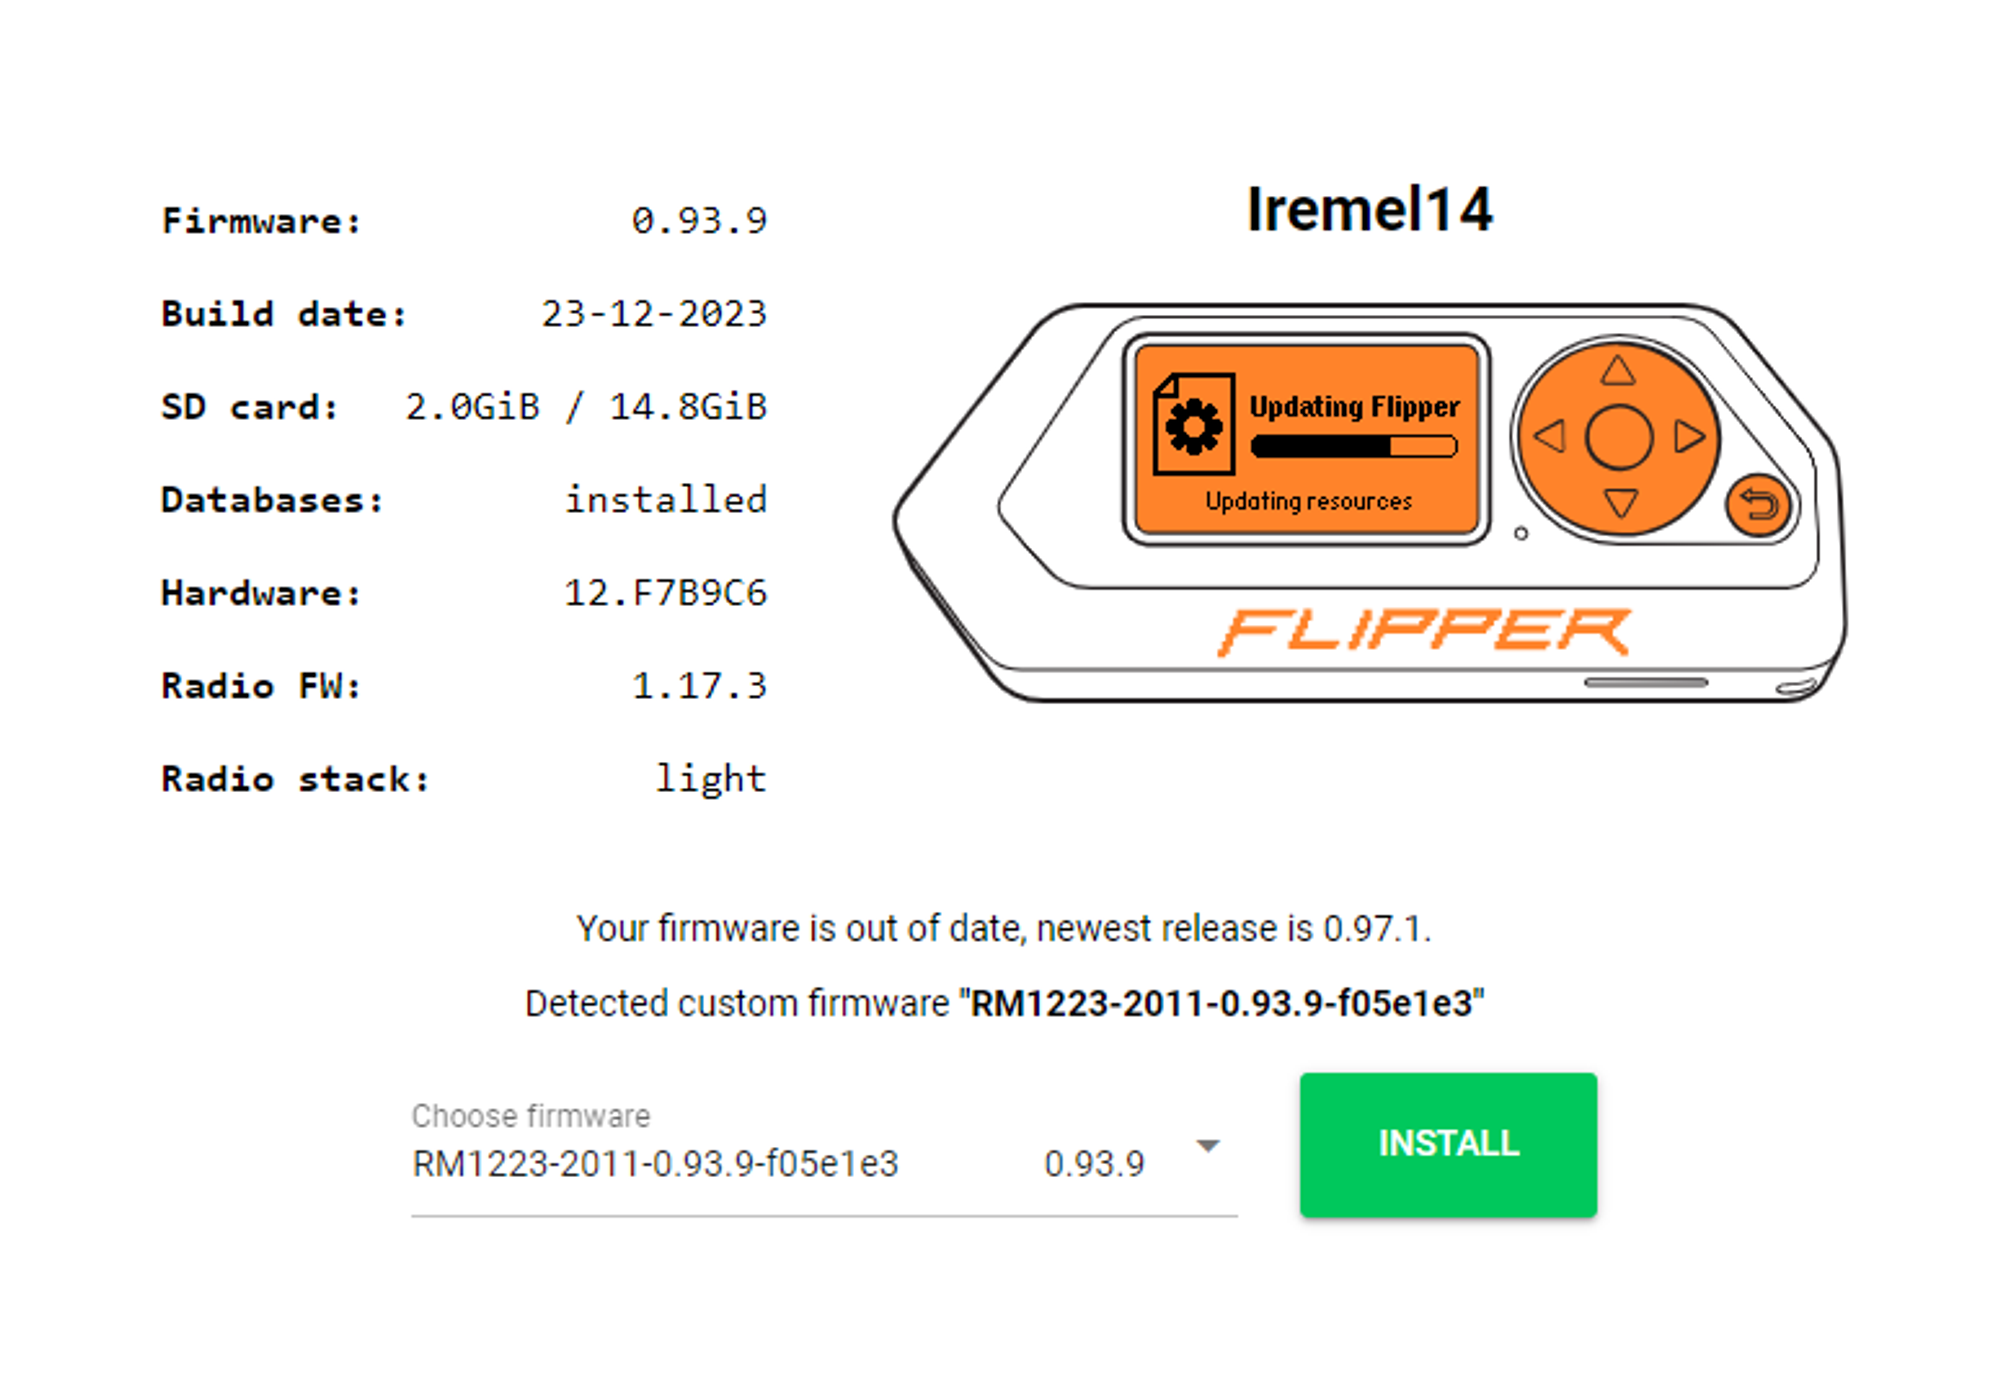 Iremel14
Firmware: 0.93.9
Build date: 23-12-2023
SD card: 2.0GiB / 14.8GiB
Databases: installed
Hardware: 12.F7B9C6
Radio FW: 1.17.3
Radio stack: light
Updating Flipper
Updating resources
FLIPPER
Your firmware is out of date, newest release is 0.97.1.
Detected custom firmware "RM1223-2011-0.93.9-f05e1e3"
Choose firmware
RM1223-2011-0.93.9-f05e1e3 0.93.9
INSTALL